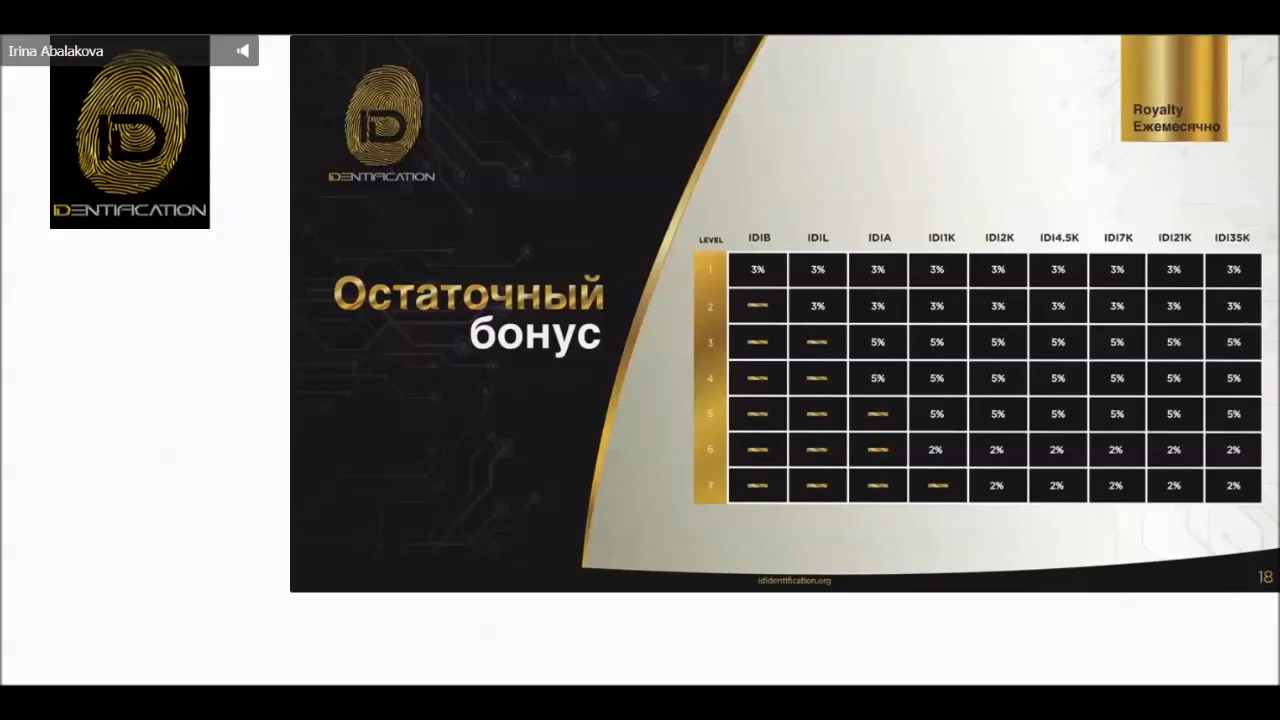 Irina Abalakova
ID
IDENTIFICATION
ID
IDENTIFICATION
Royalty
Ежемесячно
Остаточный
бонус
LEVEL IDIB IDIL IDIA IDI1K IDI2K IDI4.5K IDI7K IDI21K IDI35K
1 3% 3% 3% 3% 3% 3% 3% 3% 3%
2 — 3% 3% 3% 3% 3% 3% 3% 3%
3 — — 5% 5% 5% 5% 5% 5% 5%
4 — — 5% 5% 5% 5% 5% 5% 5%
5 — — — 5% 5% 5% 5% 5% 5%
6 — — — 2% 2% 2% 2% 2% 2%
7 — — — — 2% 2% 2% 2% 2%
ididentification.org
18